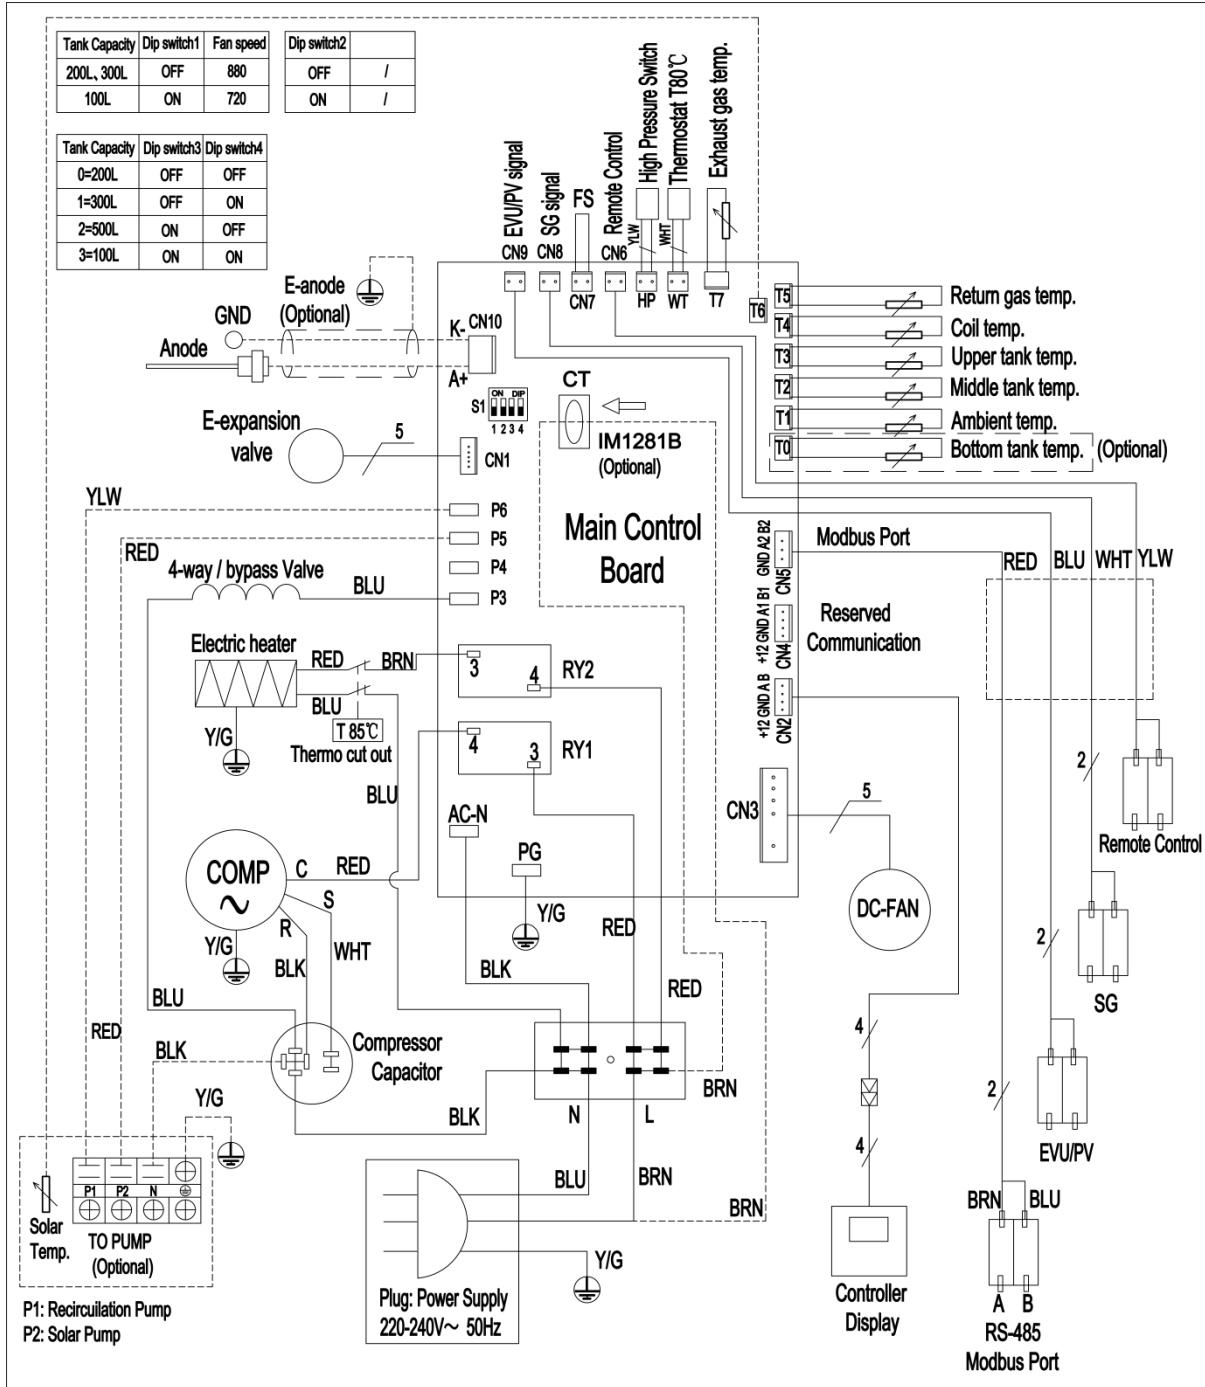 Tank Capacity Dip switch1 Fan speed
200L、300L OFF 880
100L ON 720
Dip switch2
OFF /
ON /
Tank Capacity Dip switch3 Dip switch4
0=200L OFF OFF
1=300L OFF ON
2=500L ON OFF
3=100L ON ON
EVU/PV signal
SG signal
FS
Remote Control
High Pressure Switch
Thermostat T80℃
Exhaust gas temp.
YLW
WHT
CN9
CN8
CN7
CN6
HP
WT
T7
T6
T5 Return gas temp.
T4 Coil temp.
T3 Upper tank temp.
T2 Middle tank temp.
T1 Ambient temp.
T0 Bottom tank temp. (Optional)
E-anode
(Optional)
GND
Anode
K-
CN10
A+
S1
ON DIP
1 2 3 4
CT
IM1281B
(Optional)
E-expansion
valve
5
CN1
YLW
P6
RED
P5
P4
4-way / bypass Valve
BLU
P3
Main Control
Board
Modbus Port
GND A2 B2
CN5
Reserved
Communication
+12 GND A1 B1
CN4
+12 GND A B
CN2
RED
BLU
WHT
YLW
Electric heater
RED
BRN
BLU
Y/G
T 85℃
Thermo cut out
3
4
RY2
4
3
RY1
BLU
AC-N
PG
Y/G
CN3
5
DC-FAN
2
Remote Control
COMP
C
RED
S
R
Y/G
BLK
WHT
BLK
RED
RED
2
SG
BLU
RED
BLK
Compressor
Capacitor
Y/G
BLK
N
L
BRN
4
4
2
EVU/PV
BLU
BRN
BRN
Y/G
Plug: Power Supply
220-240V～ 50Hz
P1 P2 N
Solar
Temp.
TO PUMP
(Optional)
P1: Recircuilation Pump
P2: Solar Pump
Controller
Display
BRN
BLU
A
B
RS-485
Modbus Port